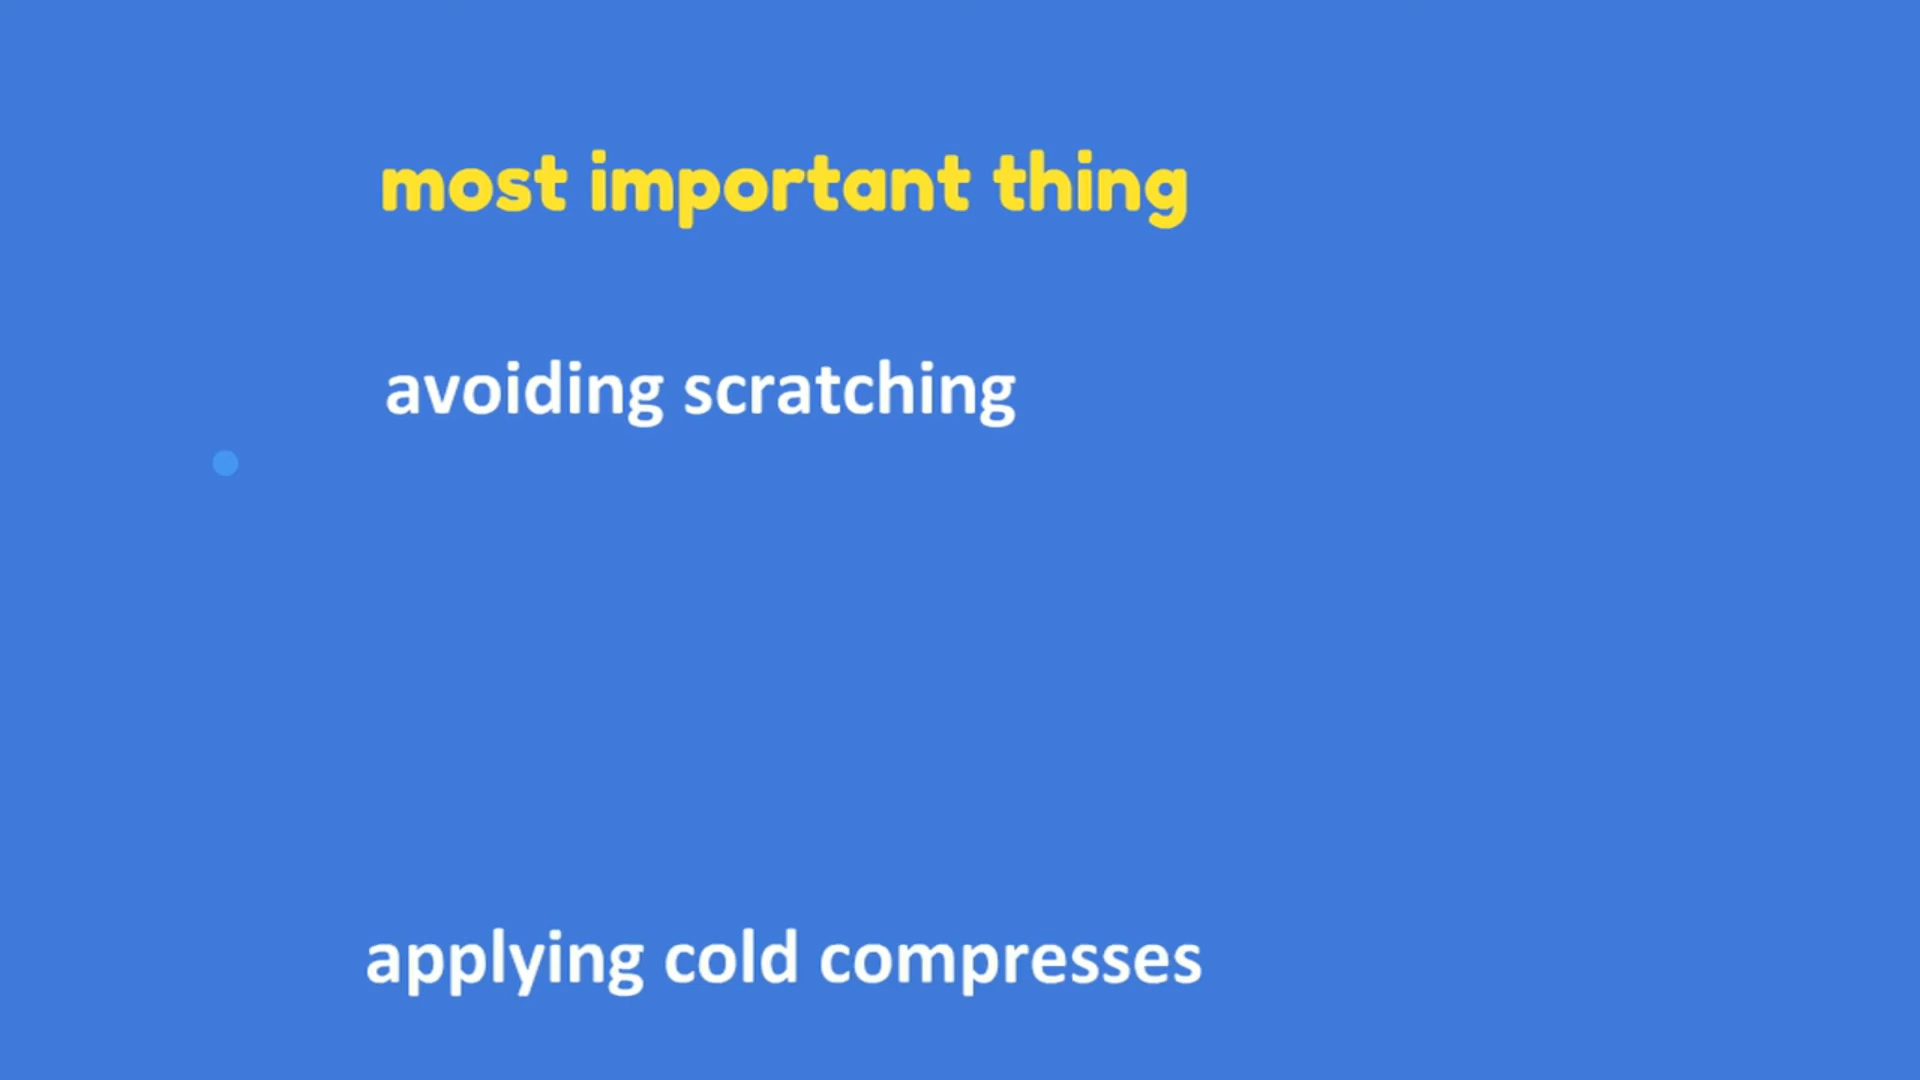 most important thing
avoiding scratching
applying cold compresses